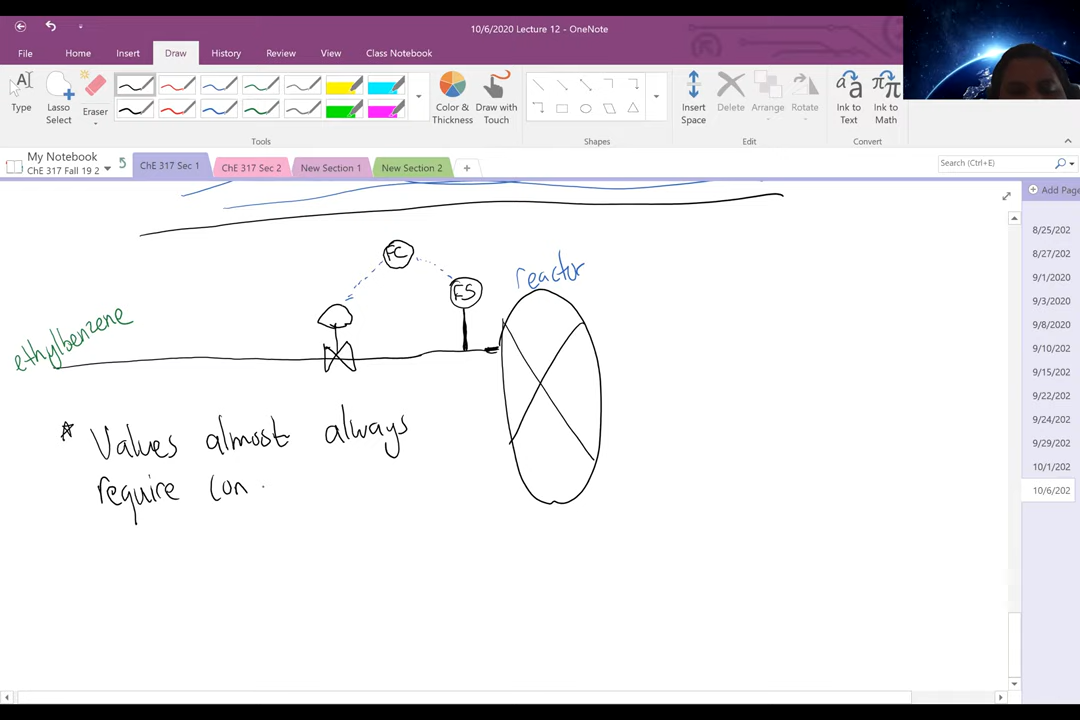 10/6/2020 Lecture 12 - OneNote
File Home Insert Draw History Review View Class Notebook
Type
Lasso Select
Eraser
Color & Thickness
Draw with Touch
Insert Space
Delete
Arrange
Rotate
Ink to Text
Ink to Math
Tools
Shapes
Edit
Convert
My Notebook
ChE 317 Fall 19 2
ChE 317 Sec 1
ChE 317 Sec 2
New Section 1
New Section 2
Search (Ctrl+E)
Add Page
8/25/202
8/27/202
9/1/2020
9/3/2020
9/8/2020
9/10/202
9/15/202
9/22/202
9/24/202
9/29/202
10/1/202
10/6/202
FC
FS
reactor
ethylbenzene
* Valves almost always
require con